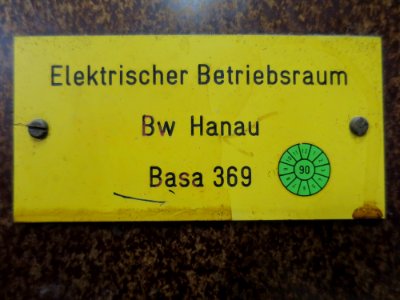 Elektrischer Betriebsraum
Bw Hanau
Basa 369
90